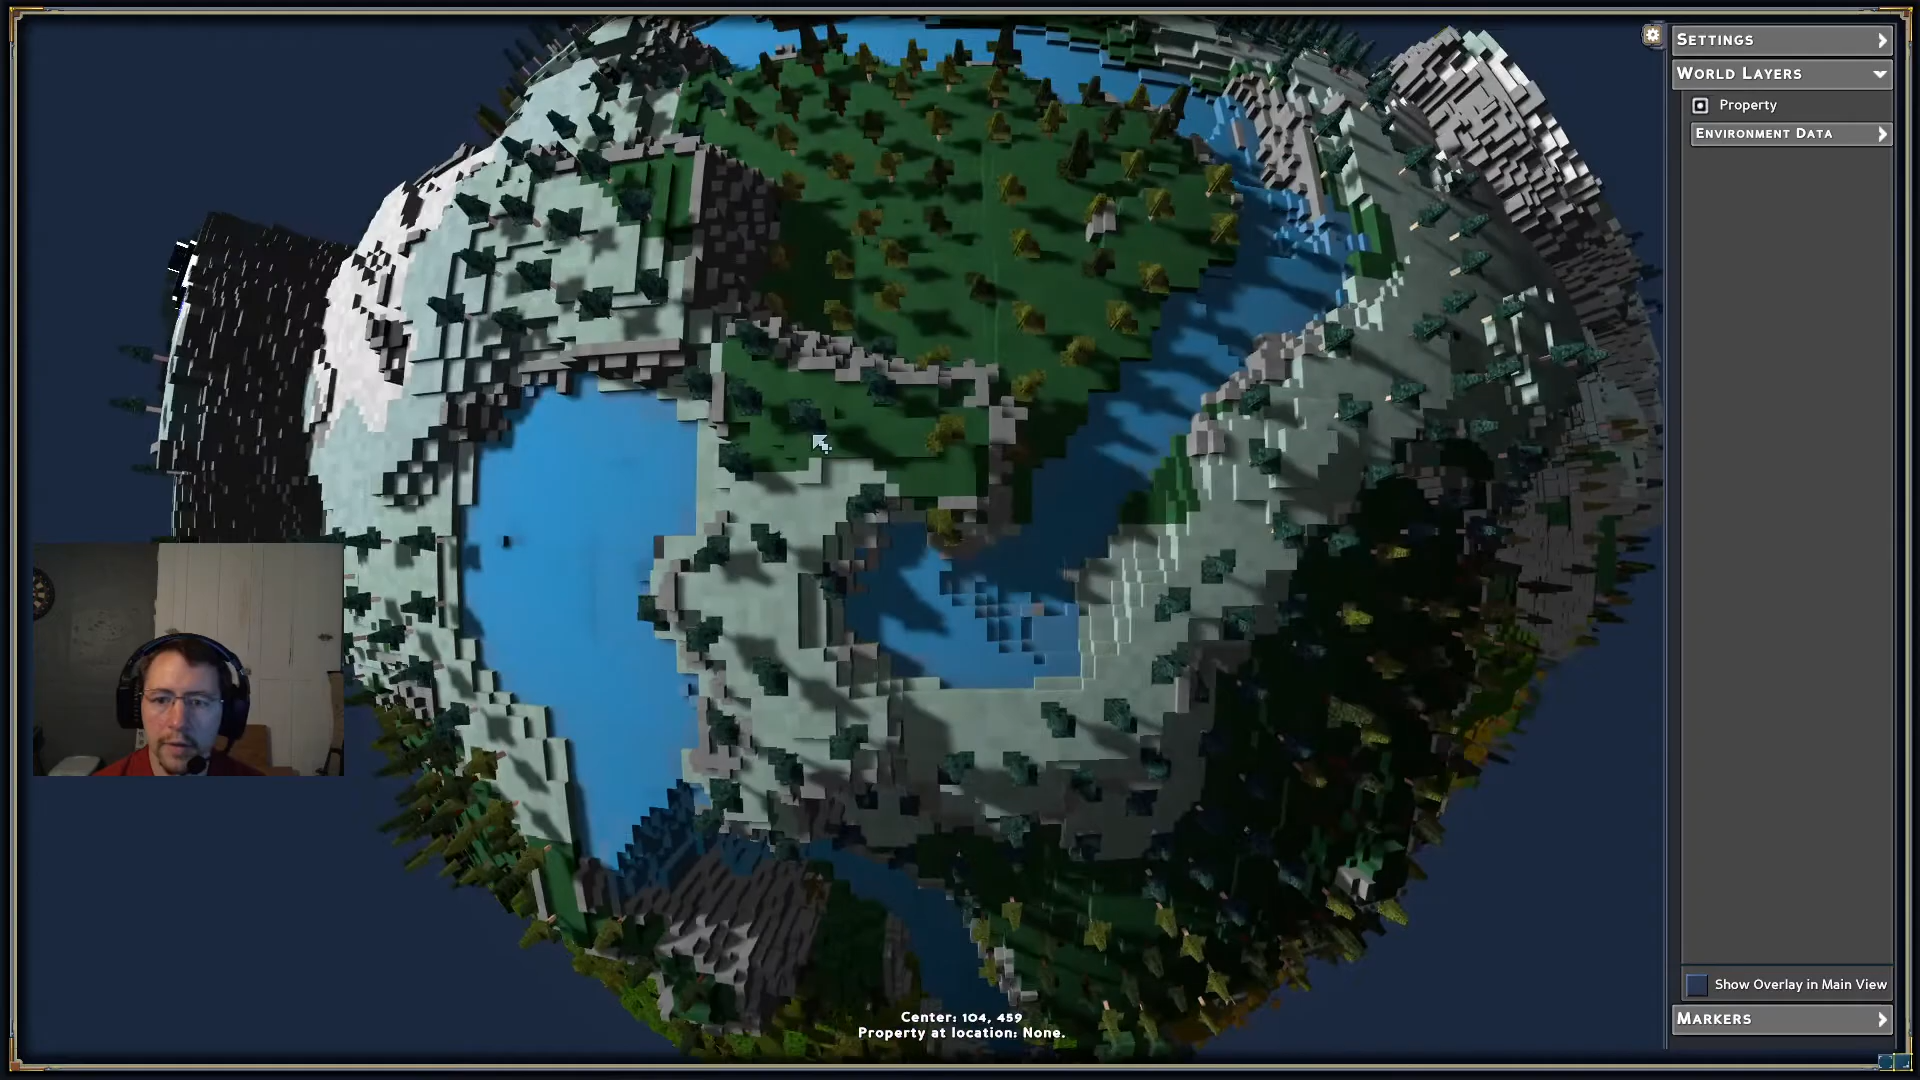 SETTINGS
WORLD LAYERS
Property
ENVIRONMENT DATA
Center: 104, 459
Property at location: None.
Show Overlay in Main View
MARKERS